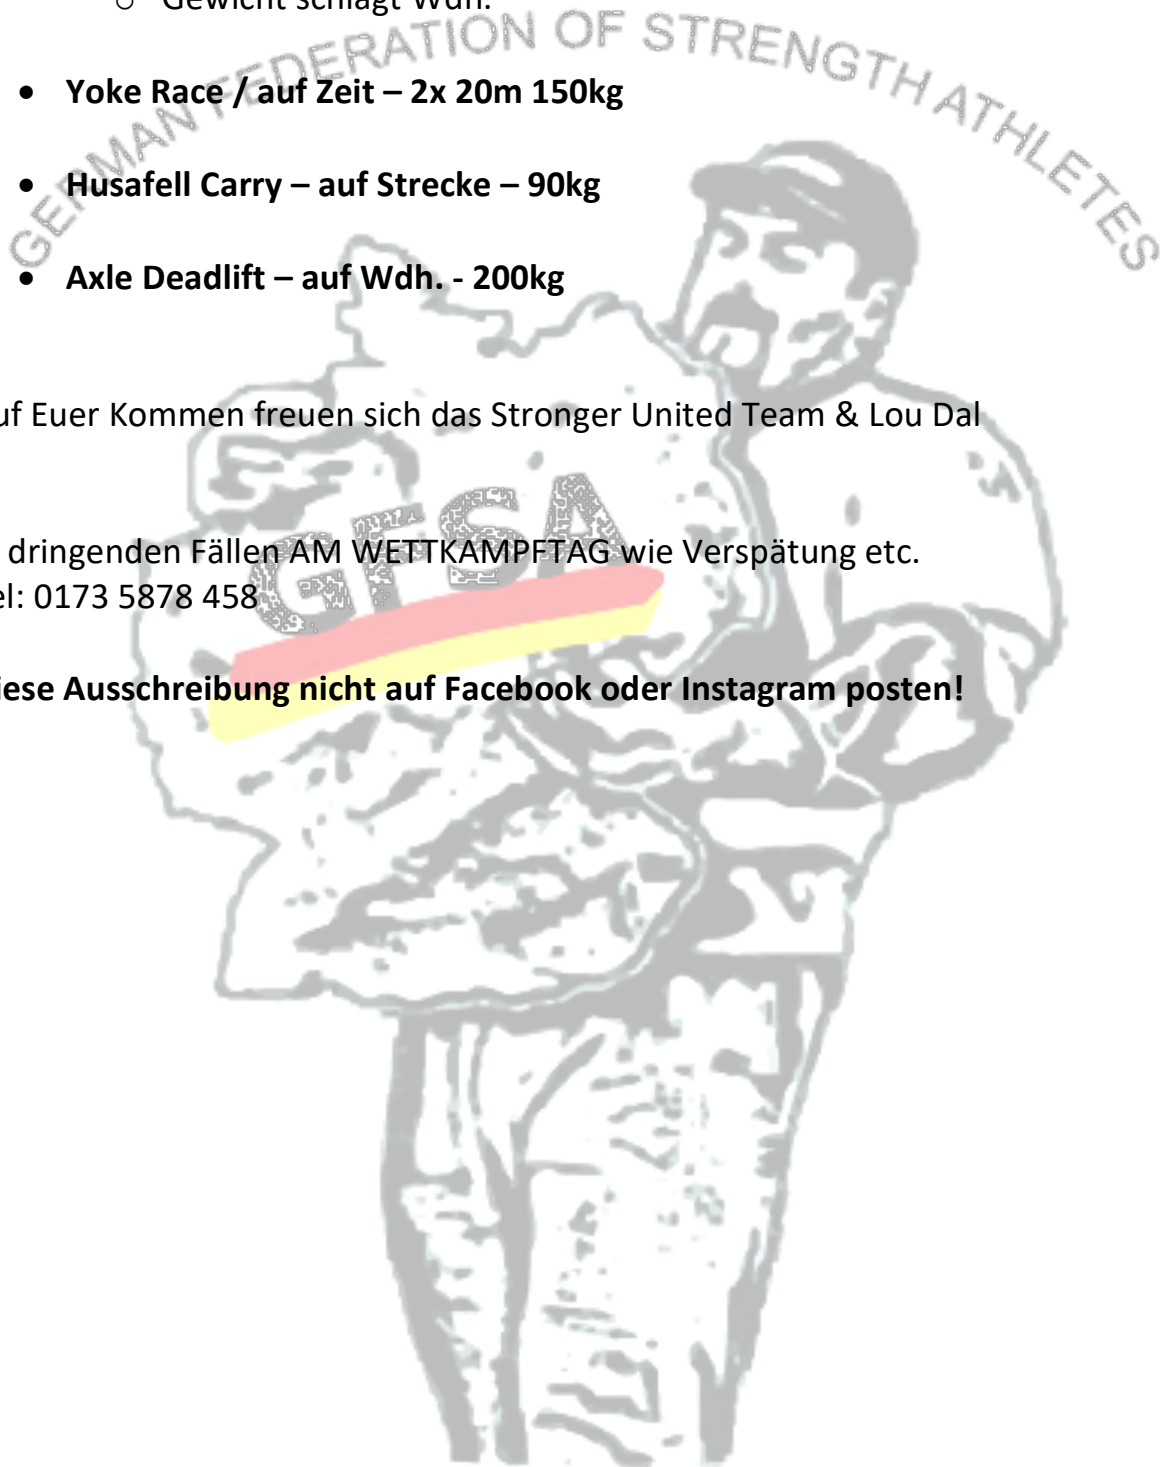 o Gewicht schlägt Wdh.
GERMAN FEDERATION OF STRENGTH ATHLETES
• Yoke Race / auf Zeit – 2x 20m 150kg
• Husafell Carry – auf Strecke – 90kg
• Axle Deadlift – auf Wdh. - 200kg
uf Euer Kommen freuen sich das Stronger United Team & Lou Dal
GFSA
dringenden Fällen AM WETTKAMPFTAG wie Verspätung etc.
el: 0173 5878 458
iese Ausschreibung nicht auf Facebook oder Instagram posten!